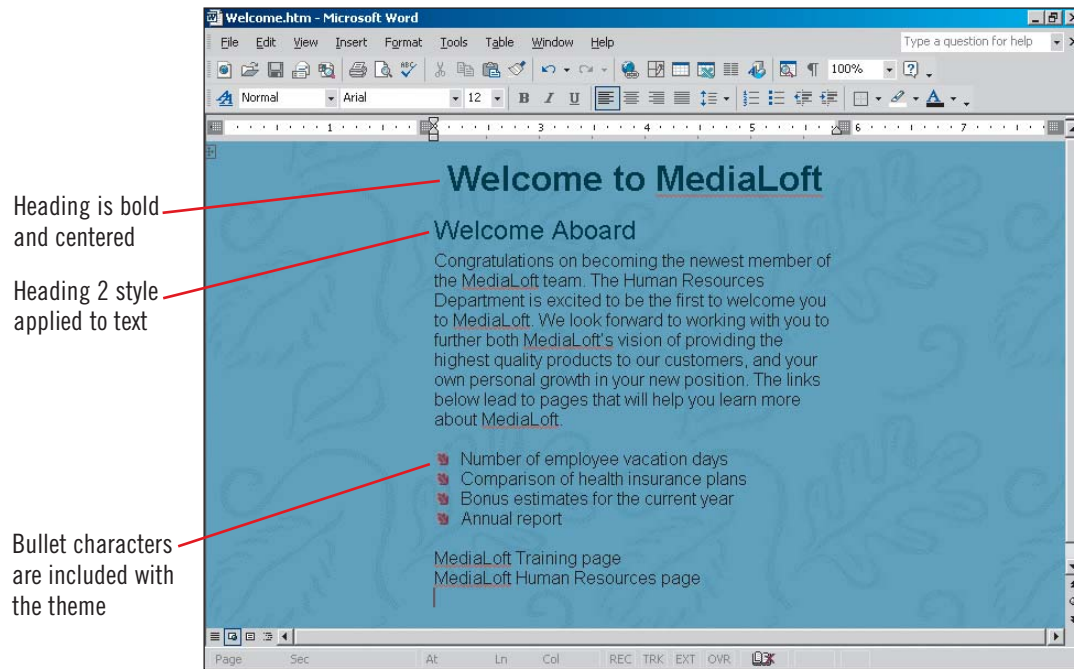 Welcome.htm - Microsoft Word
File Edit View Insert Format Tools Table Window Help
Type a question for help
100%
Normal Arial 12 B I U
1 3 4 5 6 7
Welcome to MediaLoft
Heading is bold
and centered
Welcome Aboard
Heading 2 style
applied to text
Congratulations on becoming the newest member of
the MediaLoft team. The Human Resources
Department is excited to be the first to welcome you
to MediaLoft. We look forward to working with you to
further both MediaLoft's vision of providing the
highest quality products to our customers, and your
own personal growth in your new position. The links
below lead to pages that will help you learn more
about MediaLoft.
Number of employee vacation days
Comparison of health insurance plans
Bonus estimates for the current year
Annual report
Bullet characters
are included with
the theme
MediaLoft Training page
MediaLoft Human Resources page
Page Sec At Ln Col REC TRK EXT OVR